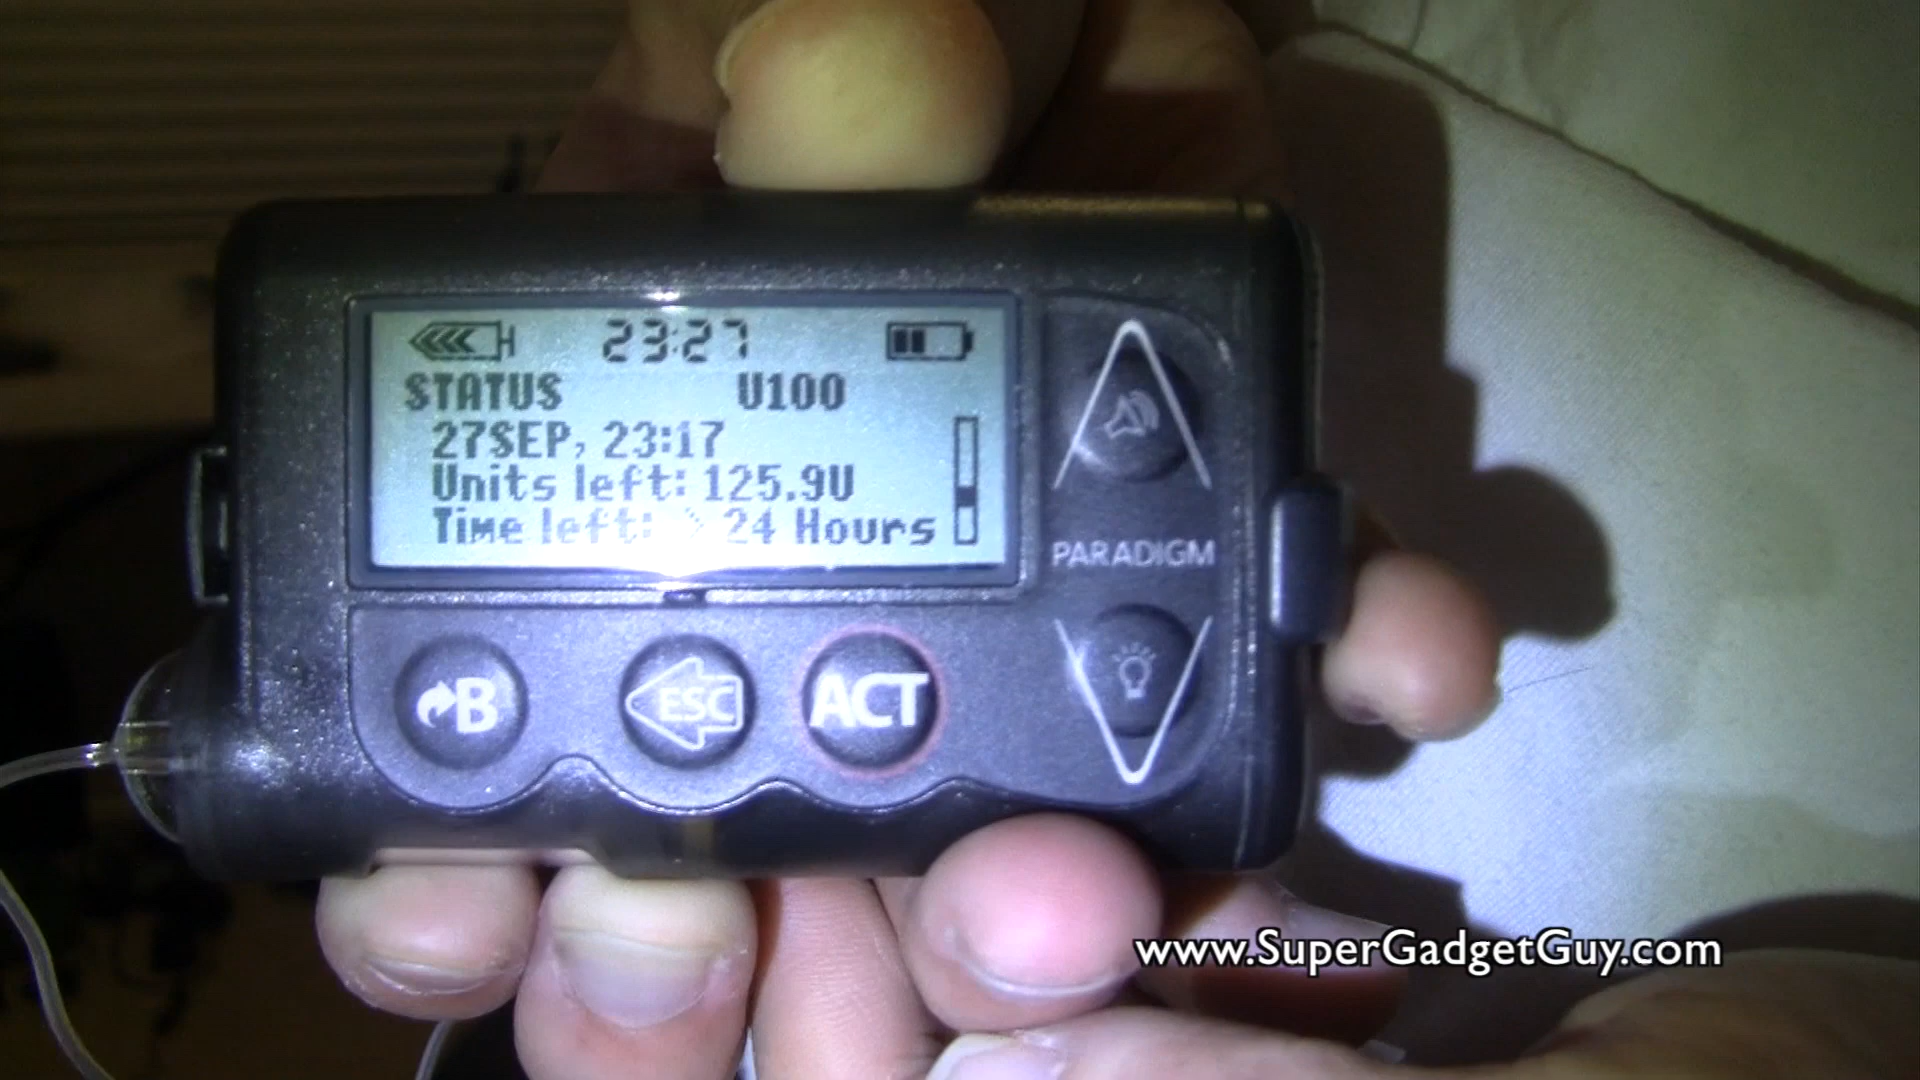 23:27
STATUS U100
27SEP, 23:17
Units left: 125.9U
Time left: > 24 Hours
PARADIGM
B
ESC
ACT
www.SuperGadgetGuy.com